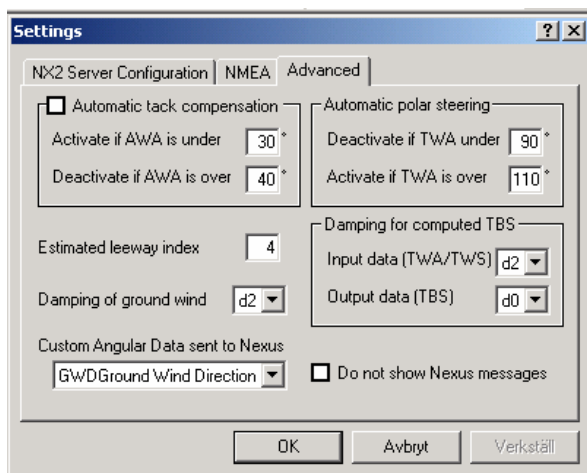 Settings
NX2 Server Configuration NMEA Advanced
Automatic tack compensation
Activate if AWA is under 30 °
Deactivate if AWA is over 40 °
Automatic polar steering
Deactivate if TWA under 90 °
Activate if TWA is over 110 °
Estimated leeway index 4
Damping of ground wind d2
Damping for computed TBS
Input data (TWA/TWS) d2
Output data (TBS) d0
Custom Angular Data sent to Nexus
GWDGround Wind Direction
Do not show Nexus messages
OK Avbryt Verkställ